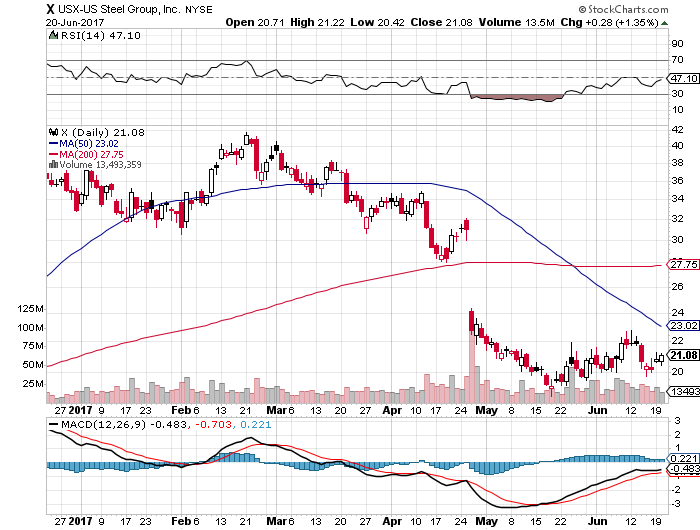 X USX-US Steel Group, Inc. NYSE © StockCharts.com
20-Jun-2017 Open 20.71 High 21.22 Low 20.42 Close 21.08 Volume 13.5M Chg +0.28 (+1.35%)
RSI(14) 47.10
90
70
50
47.10
30
10
X (Daily) 21.08
MA(50) 23.02
MA(200) 27.75
Volume 13,493,359
42
40
38
36
34
32
30
28
27.75
26
24
23.02
22
21.08
20
13493
125M
100M
75M
50M
25M
27 2017 9 17 23 Feb 6 13 21 Mar 6 13 20 27 Apr 10 17 24 May 8 15 22 Jun 12 19
MACD(12,26,9) -0.483, -0.703, 0.221
3
2
1
0.221
-0.483
-1
-2
-3
27 2017 9 17 23 Feb 6 13 21 Mar 6 13 20 27 Apr 10 17 24 May 8 15 22 Jun 12 19